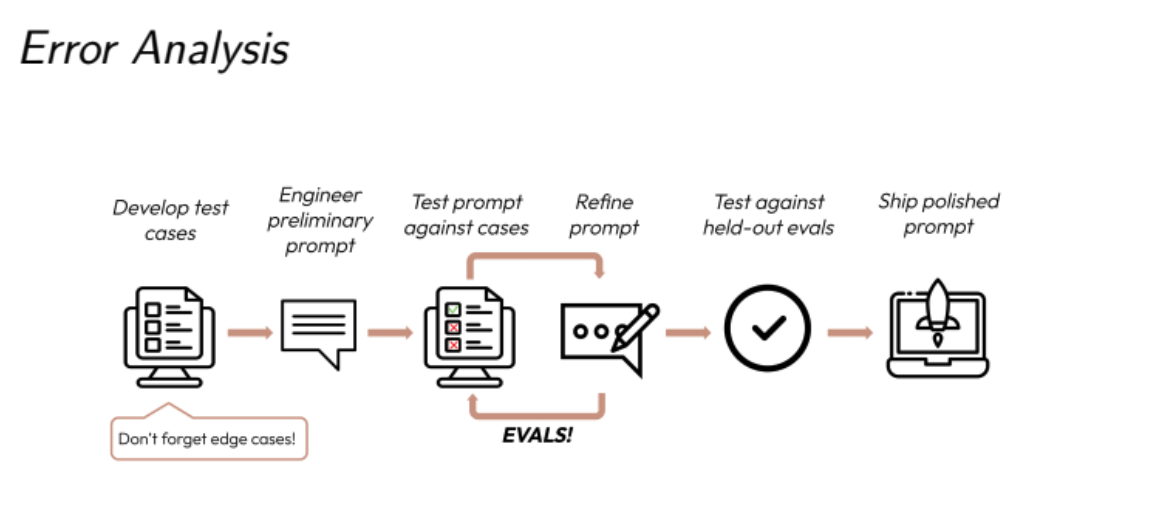 Error Analysis
Develop test
cases
Engineer
preliminary
prompt
Test prompt
against cases
Refine
prompt
Test against
held-out evals
Ship polished
prompt
Don't forget edge cases!
EVALS!